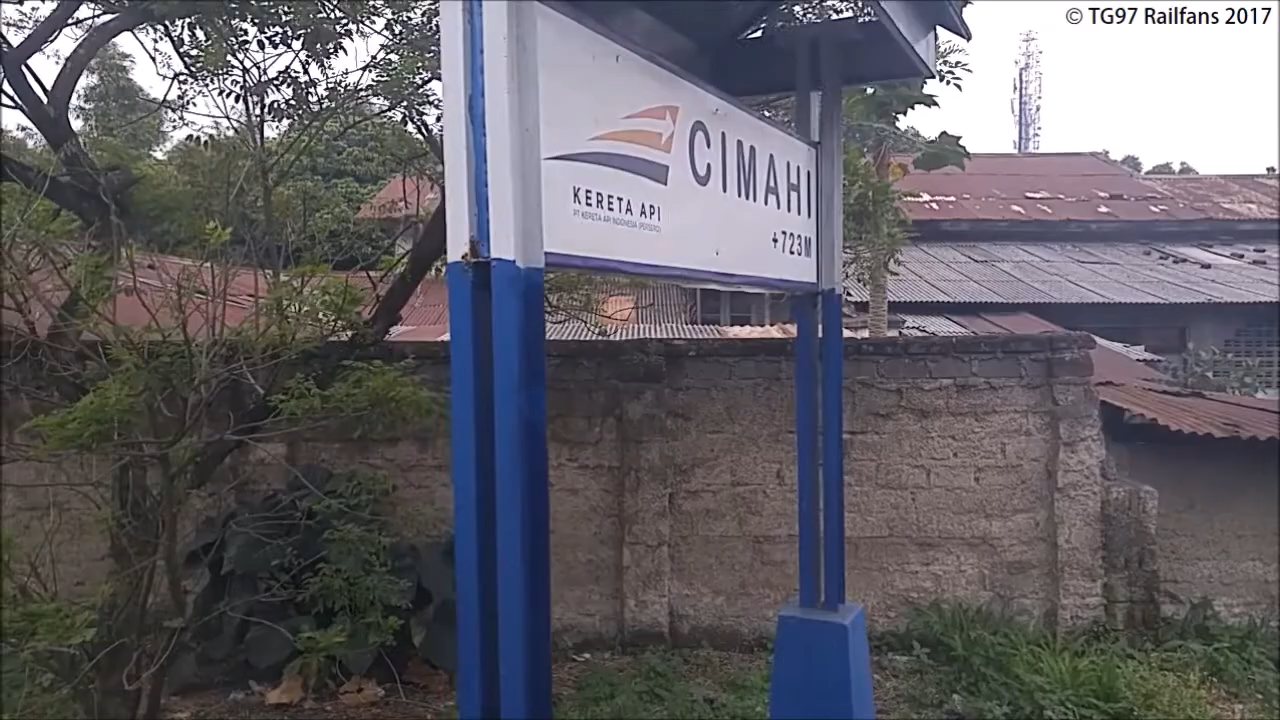 © TG97 Railfans 2017
CIMAHI
KERETA API
PT KERETA API INDONESIA (PERSERO)
+723M